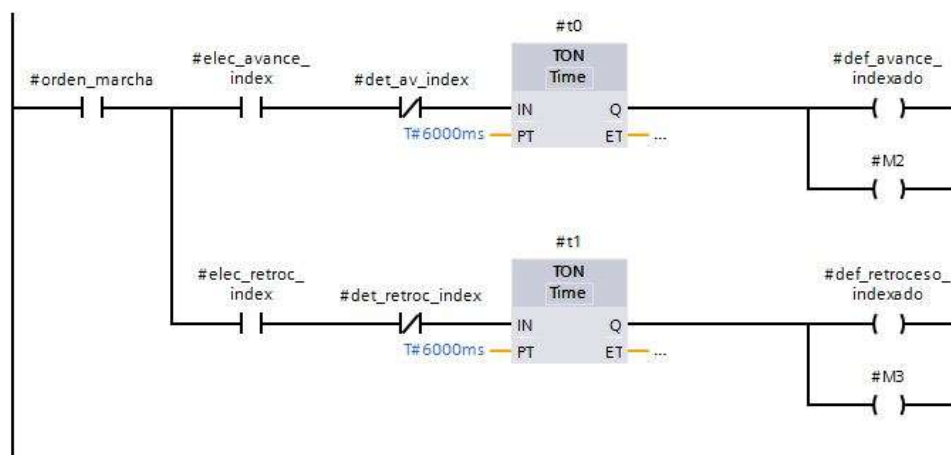 #t0
#elec_avance_
index
#def_avance_
indexado
#orden_marcha
#det_av_index
TON
Time
IN
Q
T#6000ms
PT
ET
...
#M2
#t1
#elec_retroc_
index
#def_retroceso_
indexado
#det_retroc_index
TON
Time
IN
Q
T#6000ms
PT
ET
...
#M3